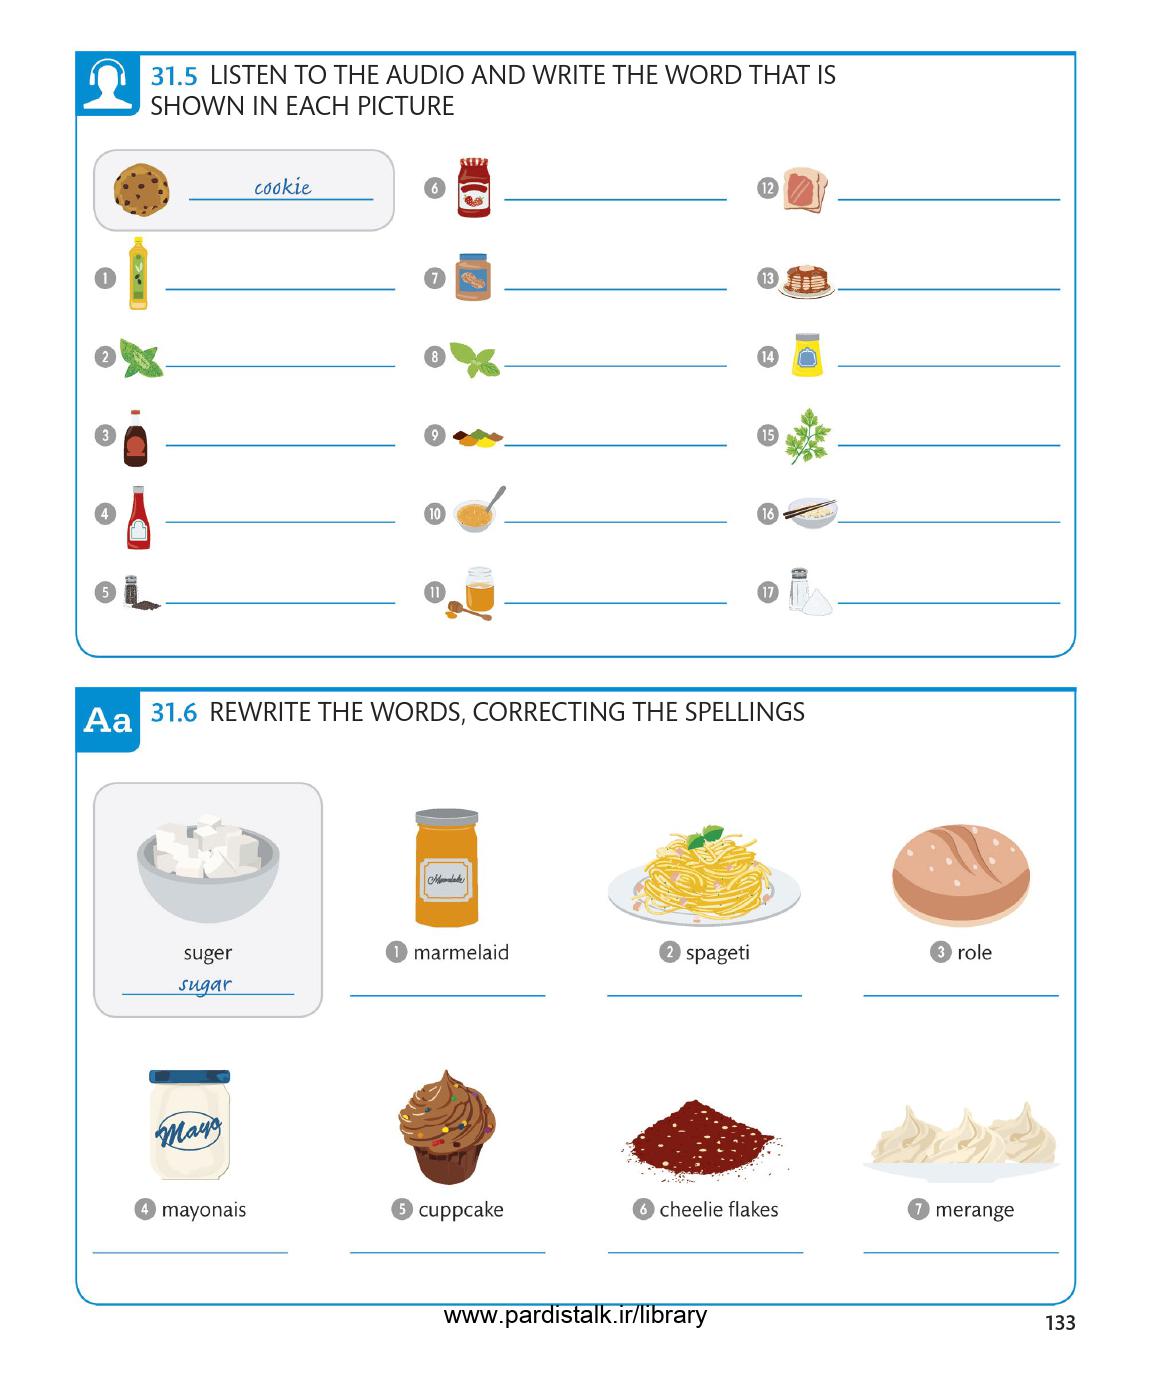 31.5 LISTEN TO THE AUDIO AND WRITE THE WORD THAT IS
SHOWN IN EACH PICTURE
cookie
1
2
3
4
5
6
7
8
9
10
11
12
13
14
15
16
17
Aa
31.6 REWRITE THE WORDS, CORRECTING THE SPELLINGS
suger
sugar
Marmalade
1 marmelaid
2 spageti
3 role
Mayo
4 mayonais
5 cuppcake
6 cheelie flakes
7 merange
www.pardistalk.ir/library
133